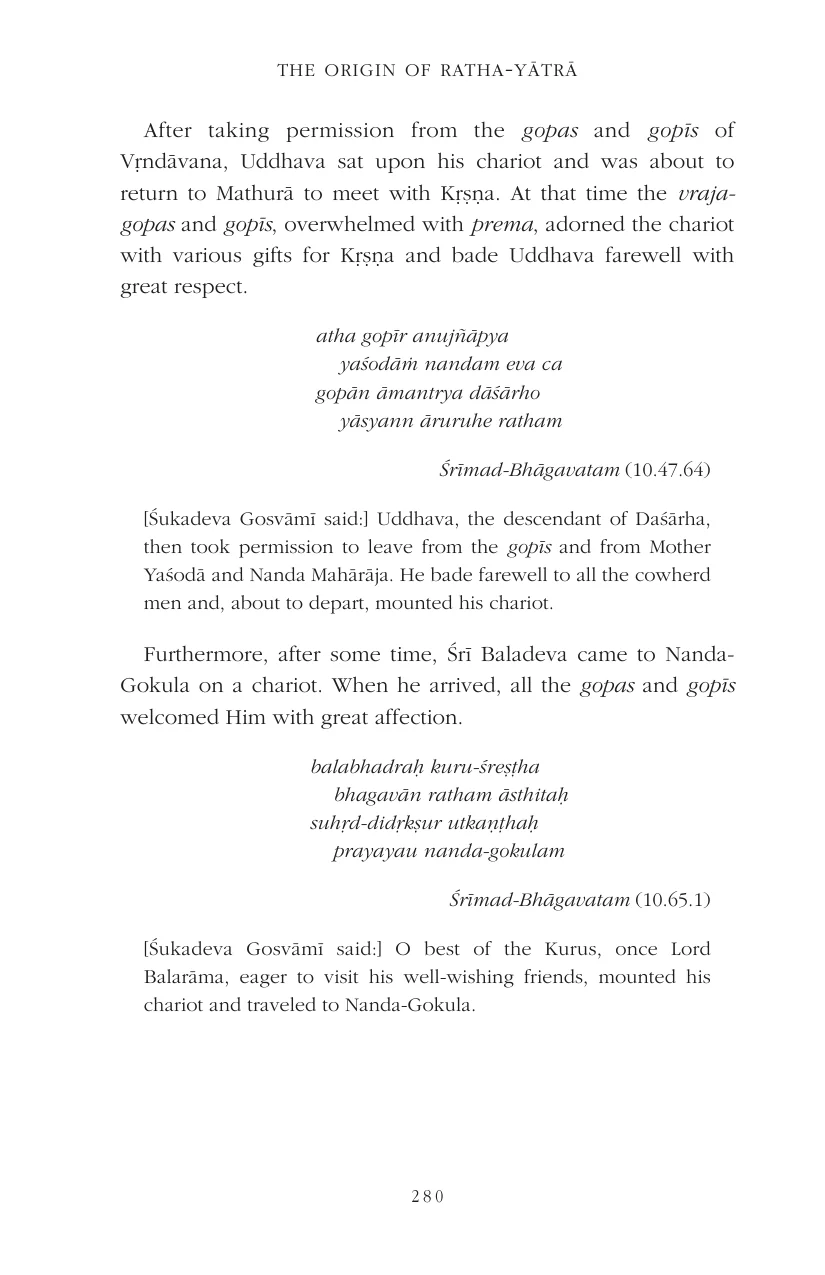 THE ORIGIN OF RATHA-YĀTRĀ
After taking permission from the gopas and gopīs of
Vṛndāvana, Uddhava sat upon his chariot and was about to
return to Mathurā to meet with Kṛṣṇa. At that time the vraja-
gopas and gopīs, overwhelmed with prema, adorned the chariot
with various gifts for Kṛṣṇa and bade Uddhava farewell with
great respect.
atha gopīr anujñāpya
yaśodāṁ nandam eva ca
gopān āmantrya dāśārho
yāsyann āruruhe ratham
Śrīmad-Bhāgavatam (10.47.64)
[Śukadeva Gosvāmī said:] Uddhava, the descendant of Daśārha,
then took permission to leave from the gopīs and from Mother
Yaśodā and Nanda Mahārāja. He bade farewell to all the cowherd
men and, about to depart, mounted his chariot.
Furthermore, after some time, Śrī Baladeva came to Nanda-
Gokula on a chariot. When he arrived, all the gopas and gopīs
welcomed Him with great affection.
balabhadraḥ kuru-śreṣṭha
bhagavān ratham āsthitaḥ
suhṛd-didṛkṣur utkaṇṭhaḥ
prayayau nanda-gokulam
Śrīmad-Bhāgavatam (10.65.1)
[Śukadeva Gosvāmī said:] O best of the Kurus, once Lord
Balarāma, eager to visit his well-wishing friends, mounted his
chariot and traveled to Nanda-Gokula.
280